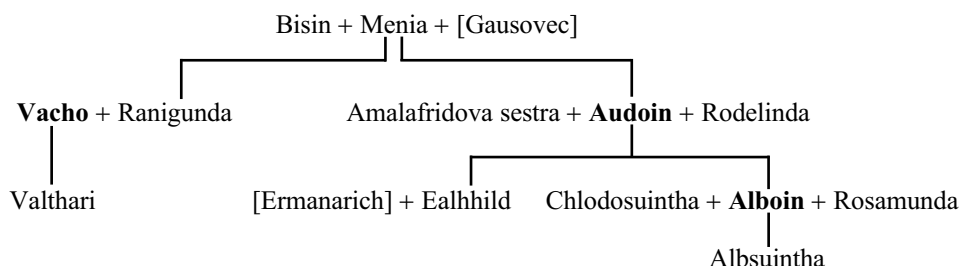 Bisin + Menia + [Gausovec]
Vacho + Ranigunda Amalafridova sestra + Audoin + Rodelinda
Valthari [Ermanarich] + Ealhhild Chlodosuintha + Alboin + Rosamunda
Albsuintha